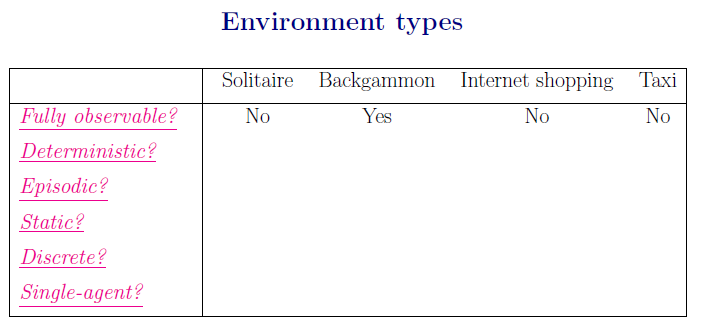 Environment types
Solitaire Backgammon Internet shopping Taxi
Fully observable? No Yes No No
Deterministic?
Episodic?
Static?
Discrete?
Single-agent?